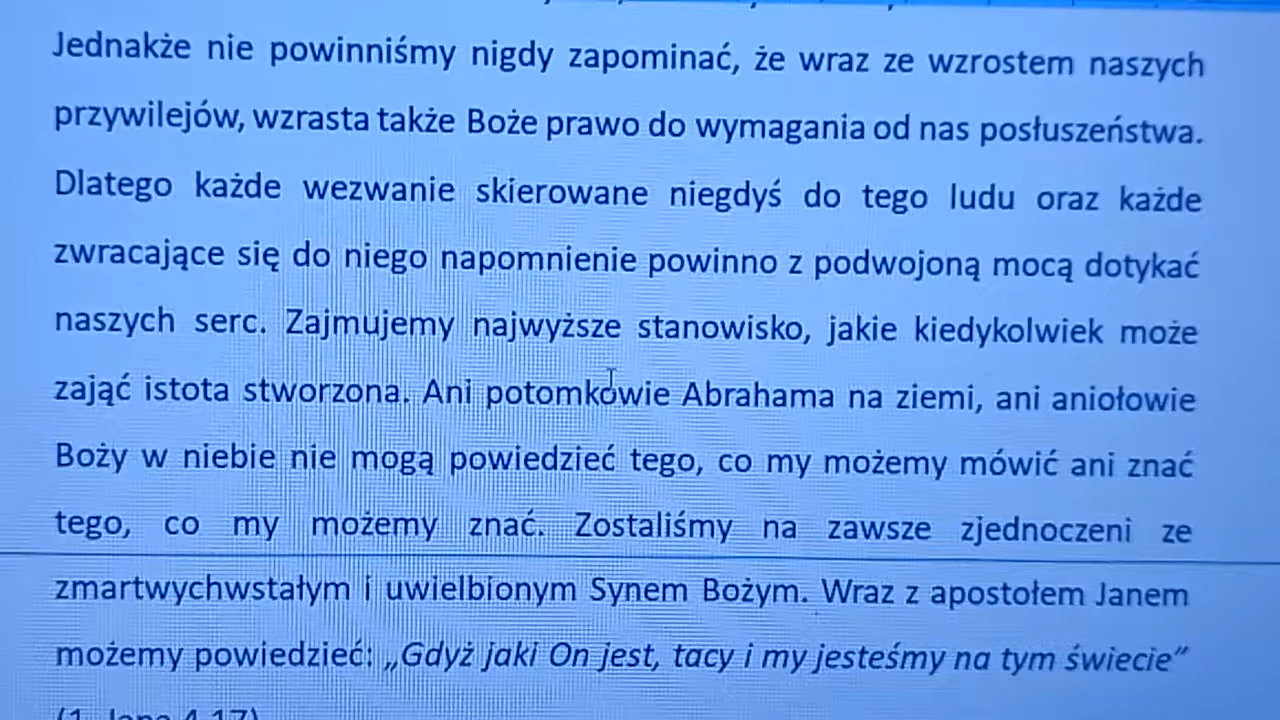 Jednakże nie powinniśmy nigdy zapominać, że wraz ze wzrostem naszych
przywilejów, wzrasta także Boże prawo do wymagania od nas posłuszeństwa.
Dlatego każde wezwanie skierowane niegdyś do tego ludu oraz każde
zwracające się do niego napomnienie powinno z podwojoną mocą dotykać
naszych serc. Zajmujemy najwyższe stanowisko, jakie kiedykolwiek może
zająć istota stworzona. Ani potomkowie Abrahama na ziemi, ani aniołowie
Boży w niebie nie mogą powiedzieć tego, co my możemy mówić ani znać
tego, co my możemy znać. Zostaliśmy na zawsze zjednoczeni ze
zmartwychwstałym i uwielbionym Synem Bożym. Wraz z apostołem Janem
możemy powiedzieć: „Gdyż jaki On jest, tacy i my jesteśmy na tym świecie”
(1. Jana 4,17)